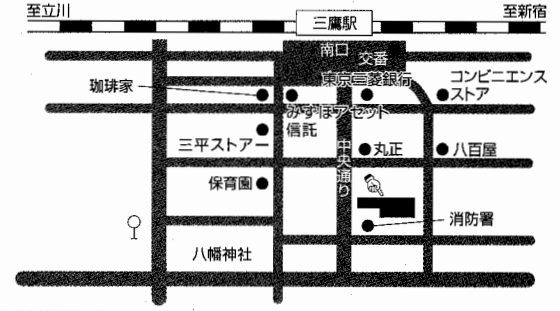 至立川
三鷹駅
至新宿
南口
交番
珈琲家
東京三菱銀行
コンビニエンス
ストア
みずほアセット
信託
三平ストアー
中央通り
丸正
八百屋
保育園
消防署
八幡神社